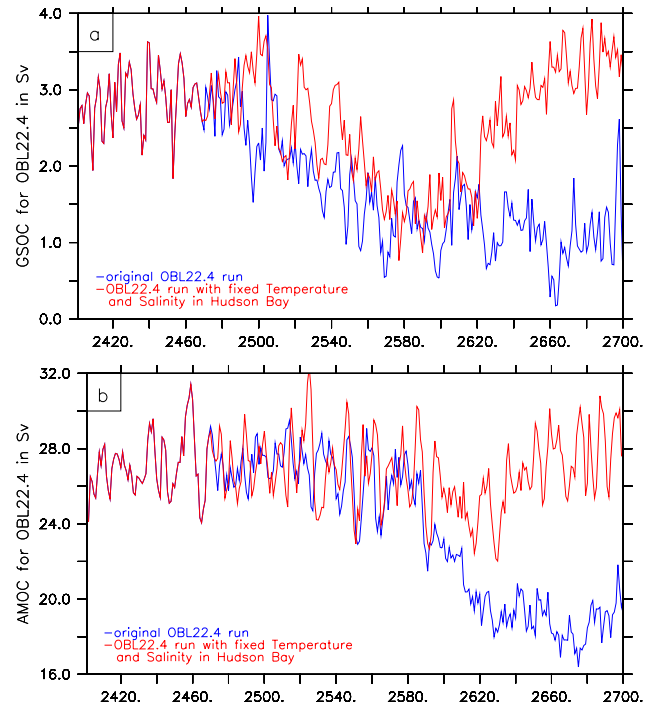 a
4.0
3.0
2.0
1.0
0.0
GSOC for OBL22.4 in Sv
−original OBL22.4 run
−OBL22.4 run with fixed Temperature
and Salinity in Hudson Bay
2420. 2460. 2500. 2540. 2580. 2620. 2660. 2700.
b
32.0
28.0
24.0
20.0
16.0
AMOC for OBL22.4 in Sv
−original OBL22.4 run
−OBL22.4 run with fixed Temperature
and Salinity in Hudson Bay
2420. 2460. 2500. 2540. 2580. 2620. 2660. 2700.